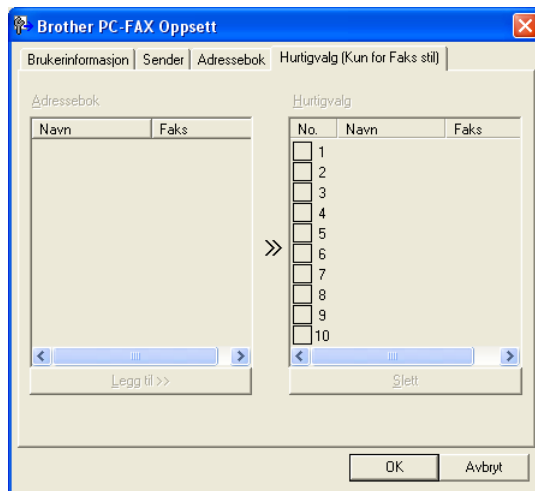 Brother PC-FAX Oppsett
Brukerinformasjon Sender Adressebok Hurtigvalg (Kun for Faks stil)
Adressebok Hurtigvalg
Navn Faks No. Navn Faks
1
2
3
4
5
6
7
8
9
10
Legg til >> Slett
OK Avbryt